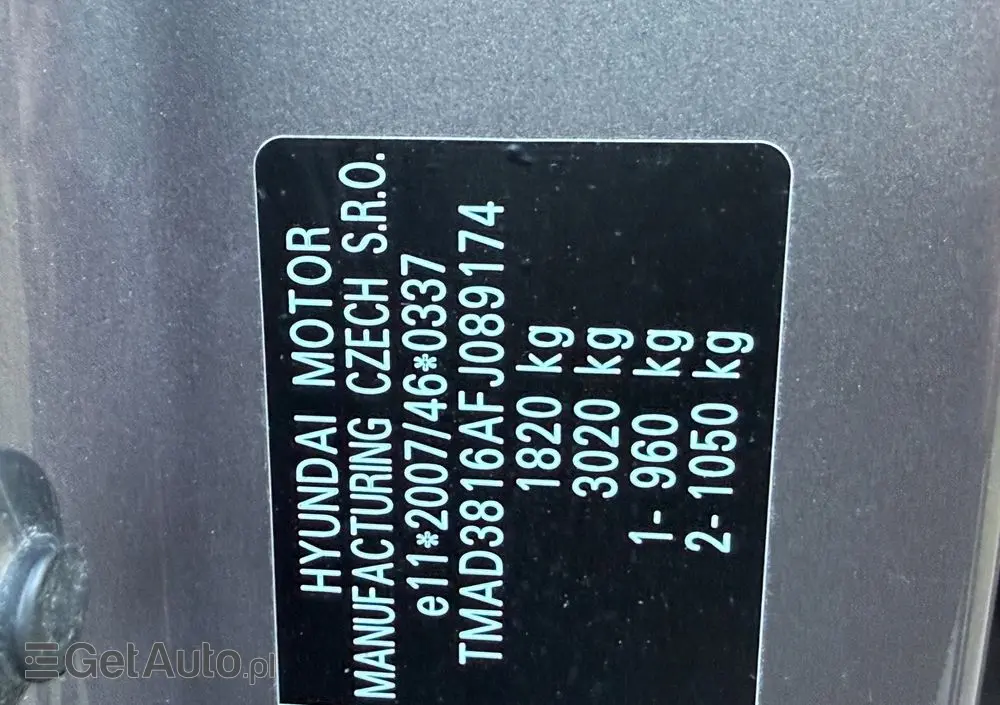 HYUNDAI MOTOR
MANUFACTURING CZECH S.R.O.
e11*2007/46*0337
TMAD3816AFJ089174
1820 kg
3020 kg
1- 960 kg
2- 1050 kg
GetAuto.pl